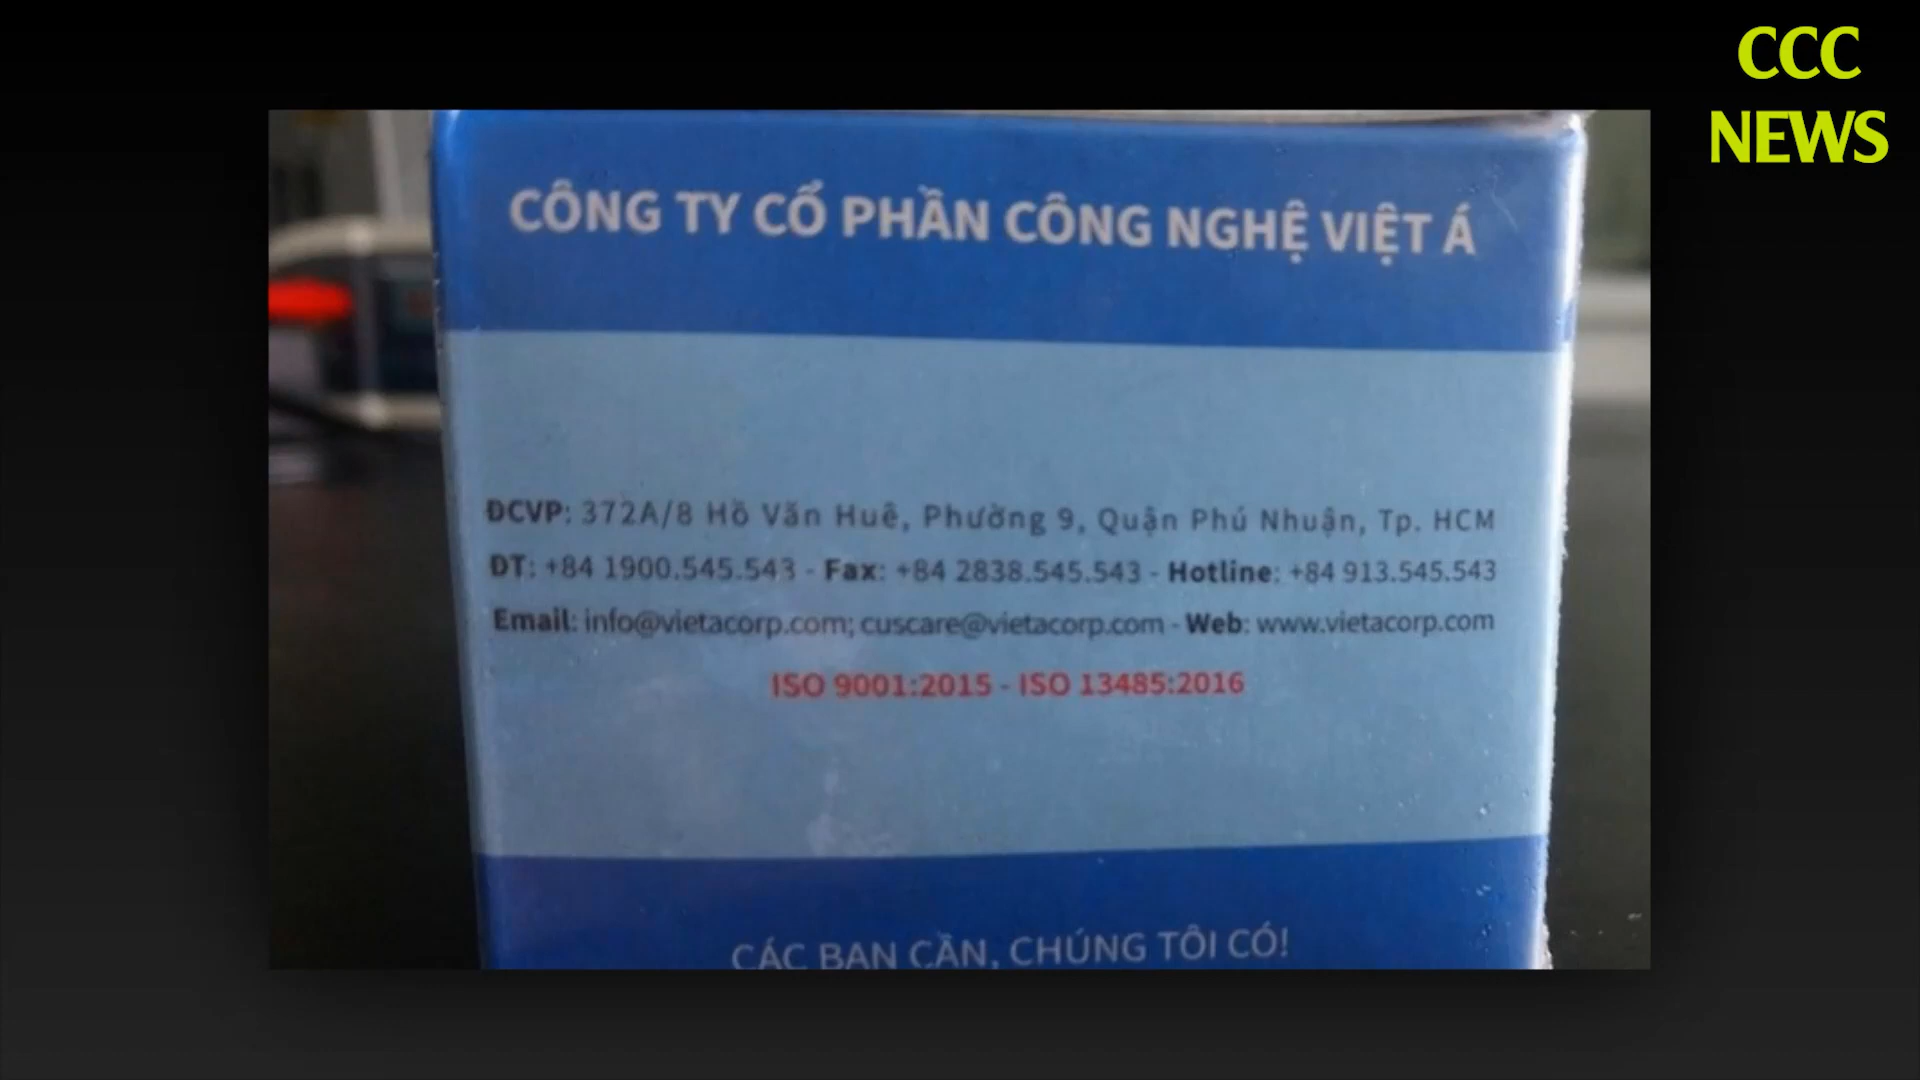 CCC
NEWS
CÔNG TY CỔ PHẦN CÔNG NGHỆ VIỆT Á
ĐCVP: 372A/8 Hồ Văn Huê, Phường 9, Quận Phú Nhuận, Tp. HCM
ĐT: +84 1900.545.543 - Fax: +84 2838.545.543 - Hotline: +84 913.545.543
Email: info@vietacorp.com; cuscare@vietacorp.com - Web: www.vietacorp.com
ISO 9001:2015 - ISO 13485:2016
CÁC BẠN CẦN, CHÚNG TÔI CÓ!